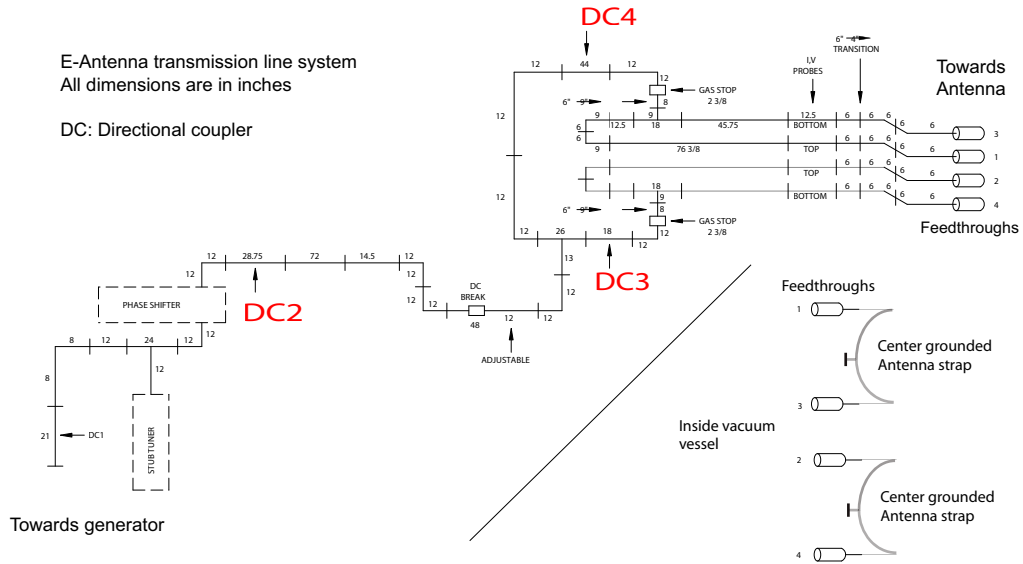 DC4
E-Antenna transmission line system
All dimensions are in inches
DC: Directional coupler
12 44 12
12
GAS STOP
2 3/8
6" 9"
8
6" 4"
TRANSITION
I,V
PROBES
Towards
Antenna
9 9 12.5 6 6 6
12.5 18 45.75 BOTTOM 6 6
6
3
9 76 3/8 TOP 6 6 6
1
12
TOP 6 6 6
2
18 BOTTOM 6 6 6
6
4
12
6" 9"
9
8
GAS STOP
2 3/8
Feedthroughs
12 26 18 12
12
DC3
13
12
12 28.75 72 14.5 12
12
DC2
12
12
12
DC
BREAK
48
12
12
ADJUSTABLE
PHASE SHIFTER
12
8 12 24 12
12
8
21
DC1
STUB TUNER
Towards generator
Feedthroughs
1
Center grounded
Antenna strap
3
Inside vacuum
vessel
2
Center grounded
Antenna strap
4